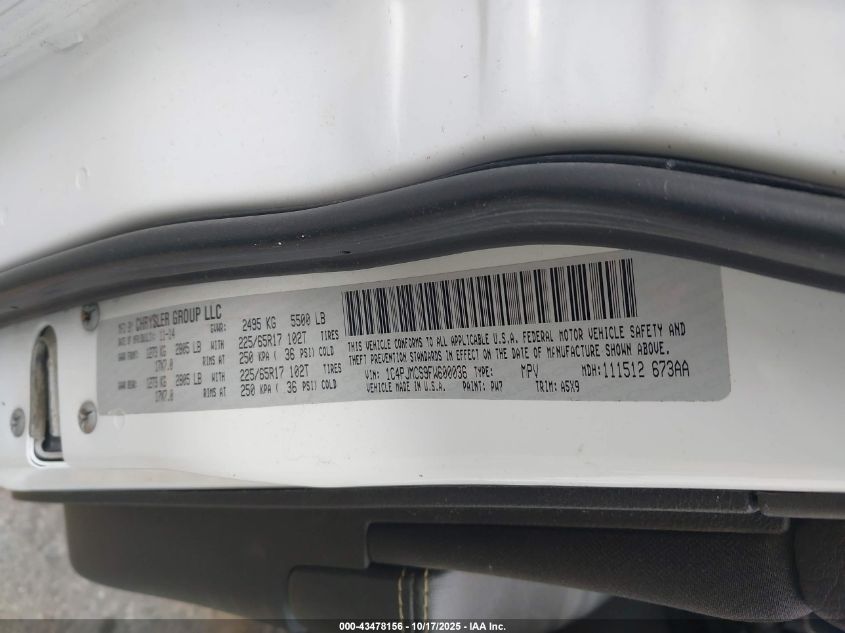 MFD BY CHRYSLER GROUP LLC
11-14 GVWR: 2495 KG 5500 LB
GAWR FRONT: 1273 KG 2805 LB WITH 225/65R17 102T TIRES
17X7.0 RIMS AT 250 KPA ( 36 PSI) COLD
GAWR REAR: 1273 KG 2805 LB WITH 225/65R17 102T TIRES
17X7.0 RIMS AT 250 KPA ( 36 PSI) COLD
THIS VEHICLE CONFORMS TO ALL APPLICABLE U.S.A. FEDERAL MOTOR VEHICLE SAFETY AND
THEFT PREVENTION STANDARDS IN EFFECT ON THE DATE OF MANUFACTURE SHOWN ABOVE.
VIN: 1C4PJMCS9FW600036 TYPE: MPV MDH:111512 673AA
VEHICLE MADE IN U.S.A. PAINT: PW7 TRIM: A5X9
000-43478156 - 10/17/2025 - IAA Inc.